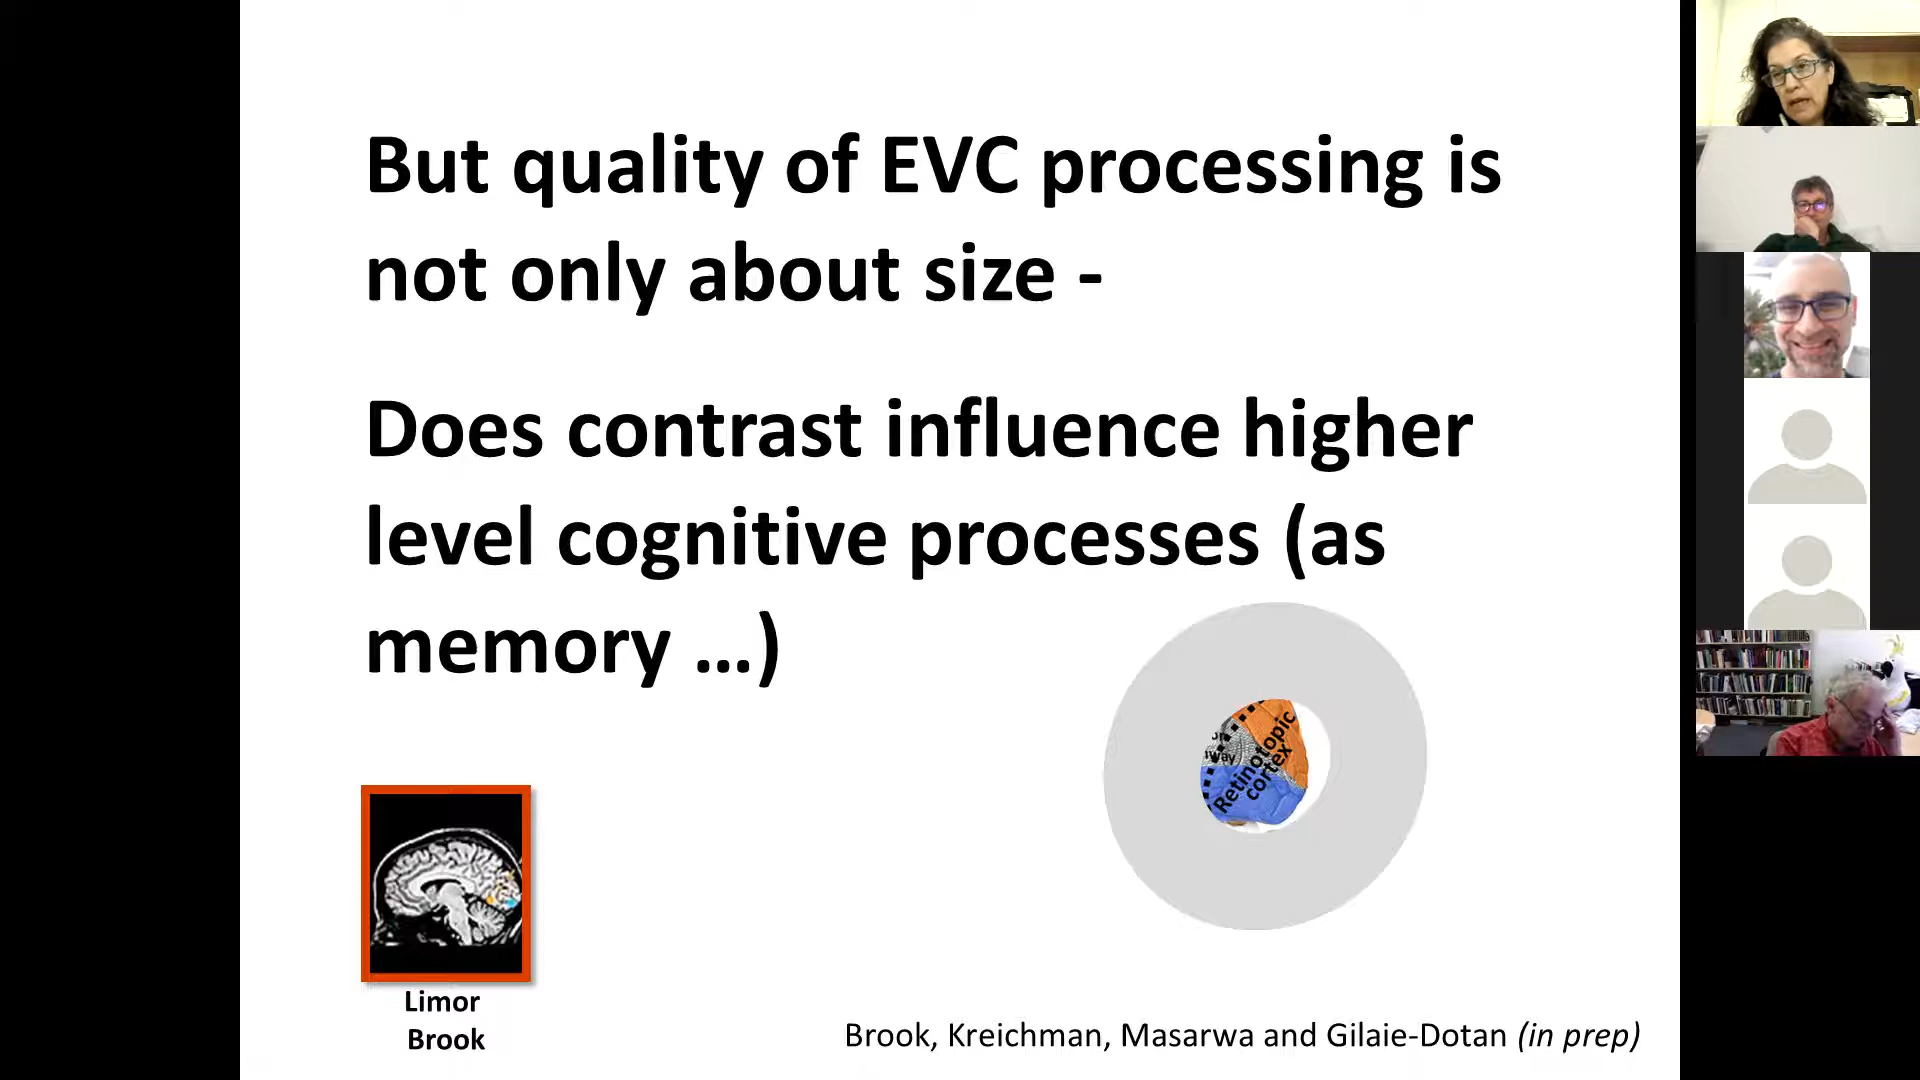 But quality of EVC processing is
not only about size -
Does contrast influence higher
level cognitive processes (as
memory ...)
Retinotopic
cortex
Limor
Brook
Brook, Kreichman, Masarwa and Gilaie-Dotan (in prep)